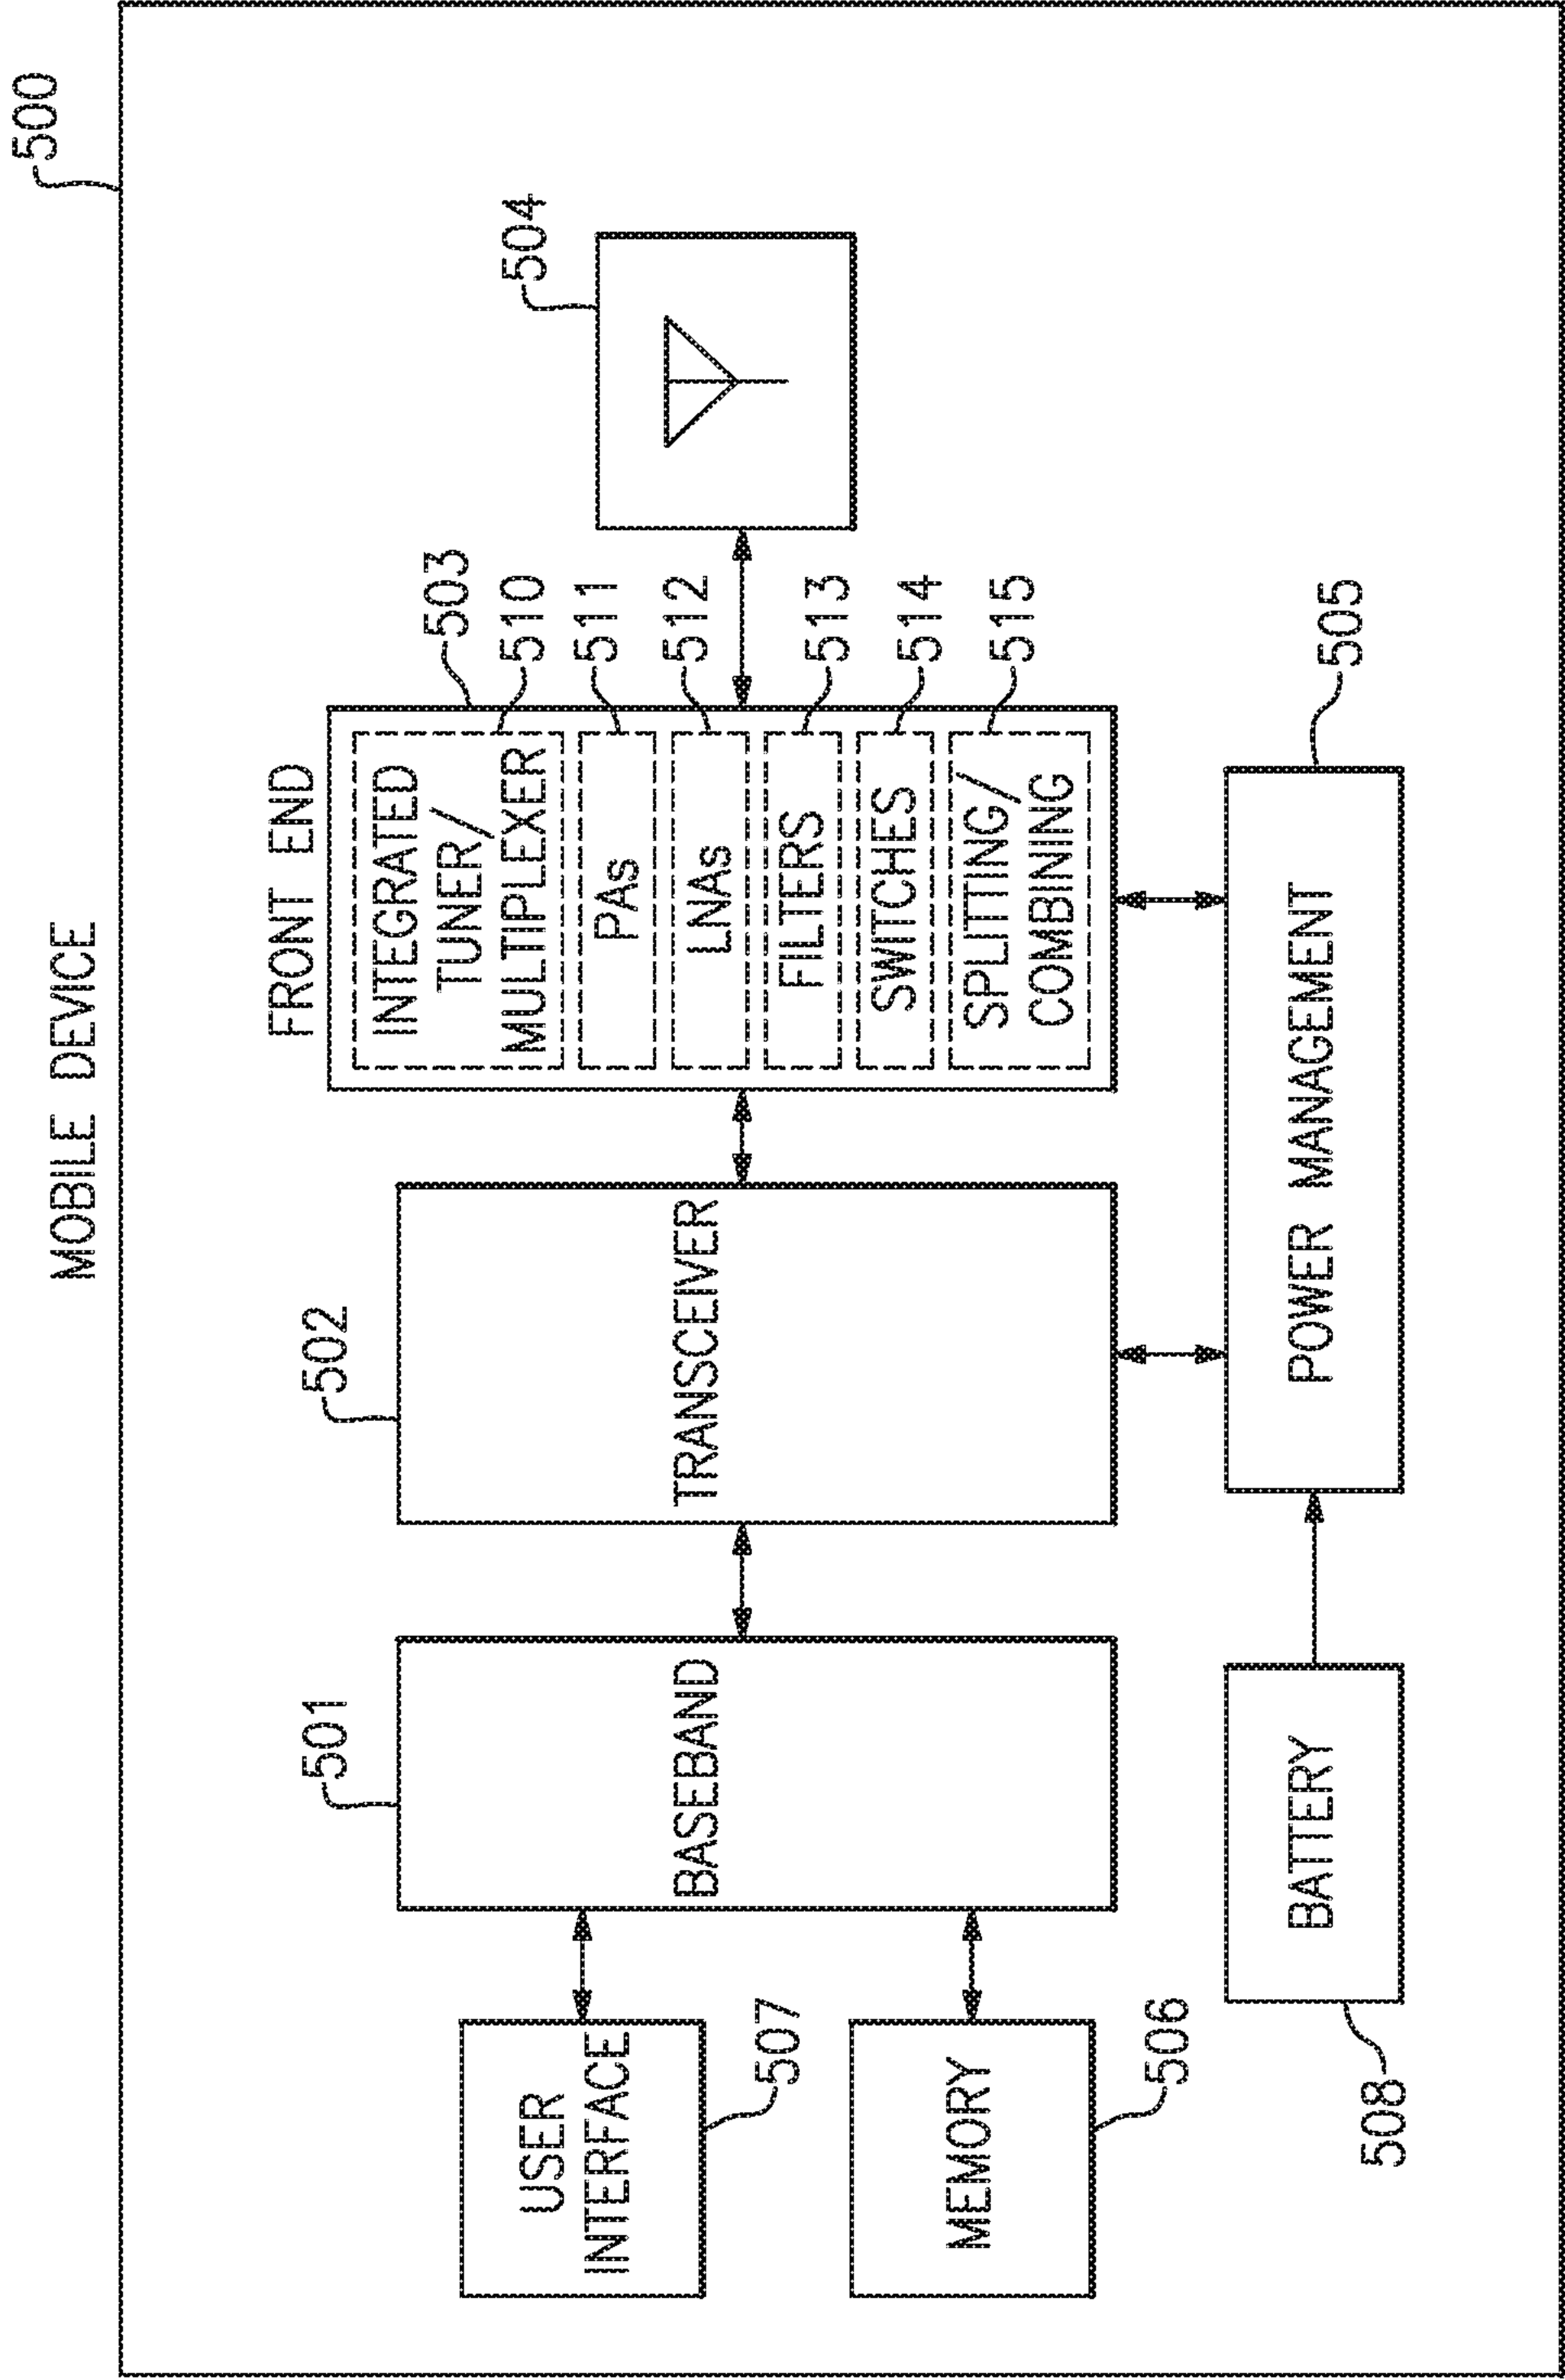 MOBILE DEVICE
500
FRONT END
503
501
502
504
INTEGRATED
TUNER/
MULTIPLEXER
510
USER
INTERFACE
507
PAs
511
BASEBAND
TRANSCEIVER
LNAs
512
FILTERS
513
SWITCHES
514
MEMORY
506
SPLITTING/
COMBINING
515
BATTERY
508
POWER MANAGEMENT
505